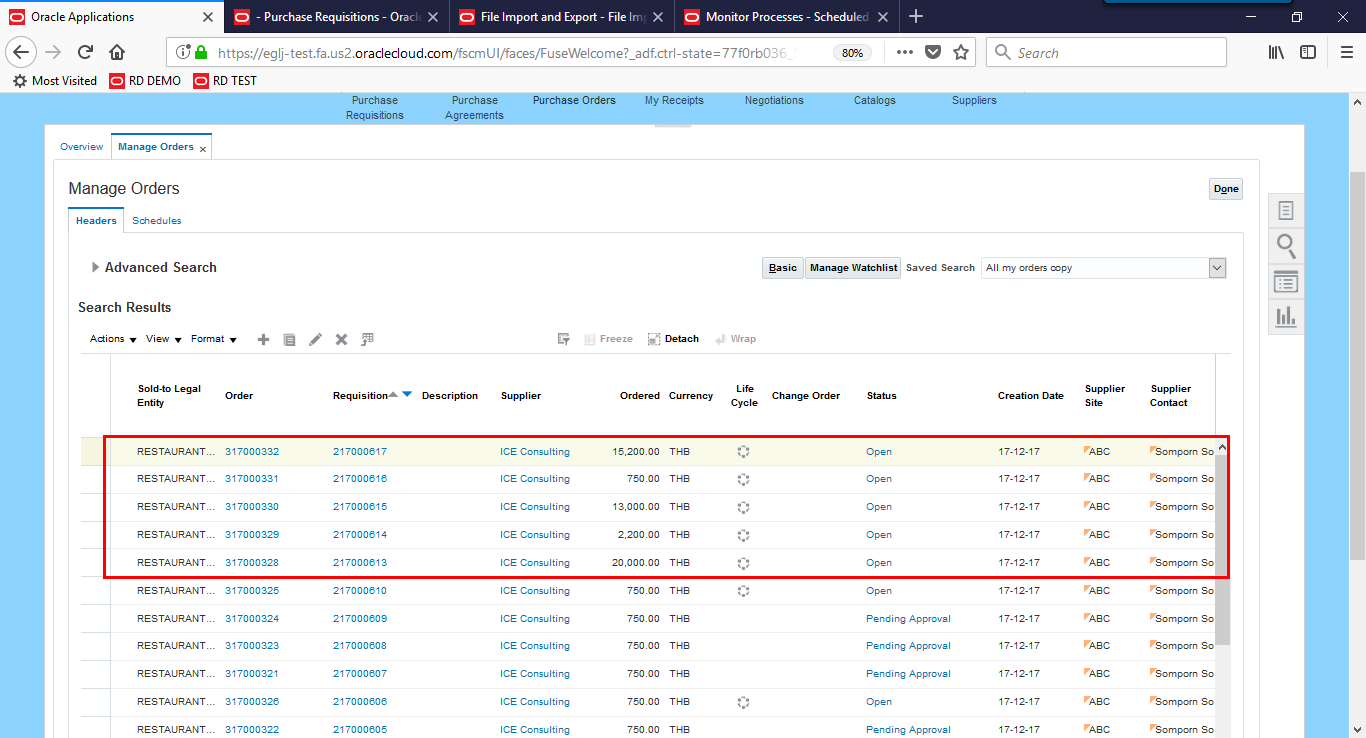 Oracle Applications
- Purchase Requisitions - Oracl
File Import and Export - File Im
Monitor Processes - Scheduled
https://eglj-test.fa.us2.oraclecloud.com/fscmUI/faces/FuseWelcome?_adf.ctrl-state=77f0rb036_
80%
Search
Most Visited
RD DEMO
RD TEST
Purchase Requisitions
Purchase Agreements
Purchase Orders
My Receipts
Negotiations
Catalogs
Suppliers
Overview
Manage Orders
Manage Orders
Done
Headers
Schedules
Advanced Search
Basic
Manage Watchlist
Saved Search
All my orders copy
Search Results
Actions
View
Format
Freeze
Detach
Wrap
Sold-to Legal Entity
Order
Requisition
Description
Supplier
Ordered
Currency
Life Cycle
Change Order
Status
Creation Date
Supplier Site
Supplier Contact
RESTAURANT... 317000332 217000617 ICE Consulting 15,200.00 THB Open 17-12-17 ABC Somporn So
RESTAURANT... 317000331 217000616 ICE Consulting 750.00 THB Open 17-12-17 ABC Somporn So
RESTAURANT... 317000330 217000615 ICE Consulting 13,000.00 THB Open 17-12-17 ABC Somporn So
RESTAURANT... 317000329 217000614 ICE Consulting 2,200.00 THB Open 17-12-17 ABC Somporn So
RESTAURANT... 317000328 217000613 ICE Consulting 20,000.00 THB Open 17-12-17 ABC Somporn So
RESTAURANT... 317000325 217000610 ICE Consulting 750.00 THB Open 17-12-17 ABC Somporn So
RESTAURANT... 317000324 217000609 ICE Consulting 750.00 THB Pending Approval 17-12-17 ABC Somporn So
RESTAURANT... 317000323 217000608 ICE Consulting 750.00 THB Pending Approval 17-12-17 ABC Somporn So
RESTAURANT... 317000321 217000607 ICE Consulting 750.00 THB Pending Approval 17-12-17 ABC Somporn So
RESTAURANT... 317000326 217000606 ICE Consulting 750.00 THB Open 17-12-17 ABC Somporn So
RESTAURANT... 317000322 217000605 ICE Consulting 750.00 THB Pending Approval 17-12-17 ABC Somporn So